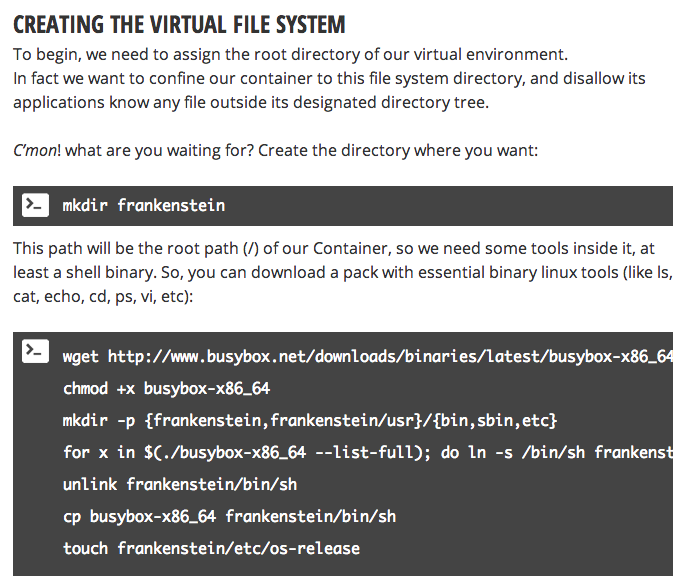 CREATING THE VIRTUAL FILE SYSTEM
To begin, we need to assign the root directory of our virtual environment.
In fact we want to confine our container to this file system directory, and disallow its
applications know any file outside its designated directory tree.
C'mon! what are you waiting for? Create the directory where you want:
mkdir frankenstein
This path will be the root path (/) of our Container, so we need some tools inside it, at
least a shell binary. So, you can download a pack with essential binary linux tools (like ls,
cat, echo, cd, ps, vi, etc):
wget http://www.busybox.net/downloads/binaries/latest/busybox-x86_64
chmod +x busybox-x86_64
mkdir -p {frankenstein,frankenstein/usr}/{bin,sbin,etc}
for x in $(./busybox-x86_64 --list-full); do ln -s /bin/sh frankenst
unlink frankenstein/bin/sh
cp busybox-x86_64 frankenstein/bin/sh
touch frankenstein/etc/os-release